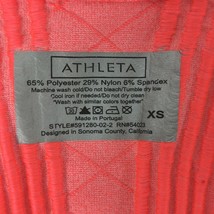 ATHLETA
65% Polyester 29% Nylon 6% Spandex
Machine wash cold/Do not bleach/Tumble dry low
Cool iron if needed/Do not dry clean
"Wash with similar colors together"
XS
Made in Portugal
STYLE#591280-02-2 RN#54023
Designed in Sonoma County, California